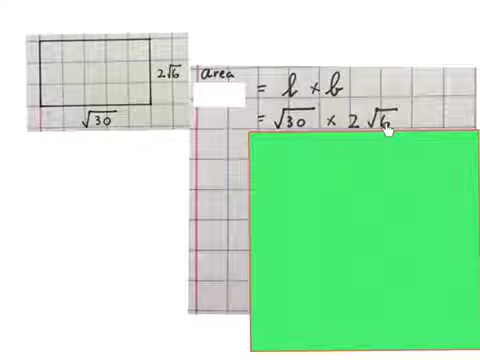 2√6
√30
area
= l × b
= √30 × 2√6